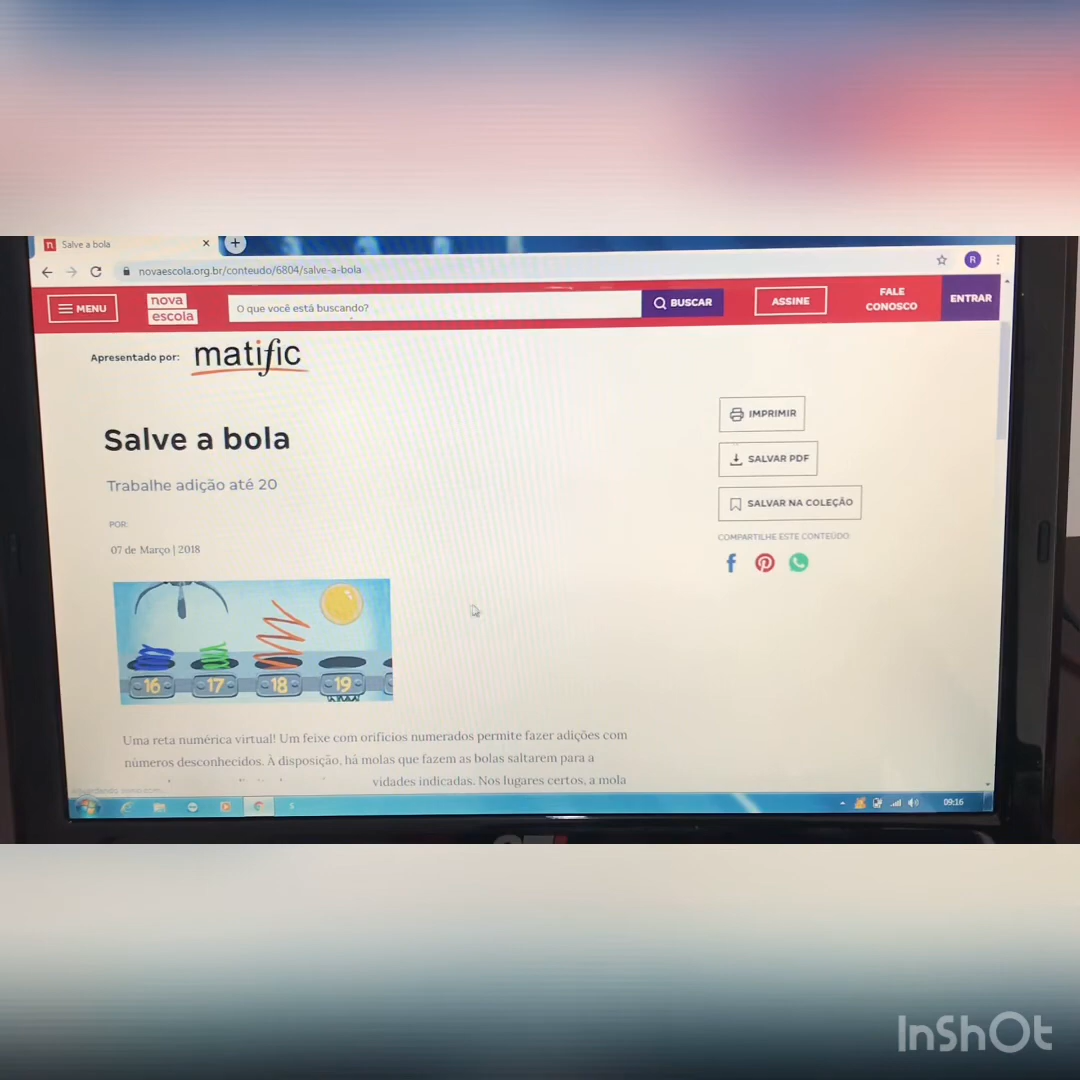 Salve a bola
novaescola.org.br/conteudo/6804/salve-a-bola
R
MENU
nova
escola
O que você está buscando?
BUSCAR
ASSINE
FALE
CONOSCO
ENTRAR
Apresentado por:
matific
IMPRIMIR
Salve a bola
SALVAR PDF
Trabalhe adição até 20
SALVAR NA COLEÇÃO
POR:
COMPARTILHE ESTE CONTEÚDO
07 de Março | 2018
16 17 18 19
Uma reta numérica virtual! Um feixe com orifícios numerados permite fazer adições com
números desconhecidos. À disposição, há molas que fazem as bolas saltarem para a
vidades indicadas. Nos lugares certos, a mola
09:16
InShOt